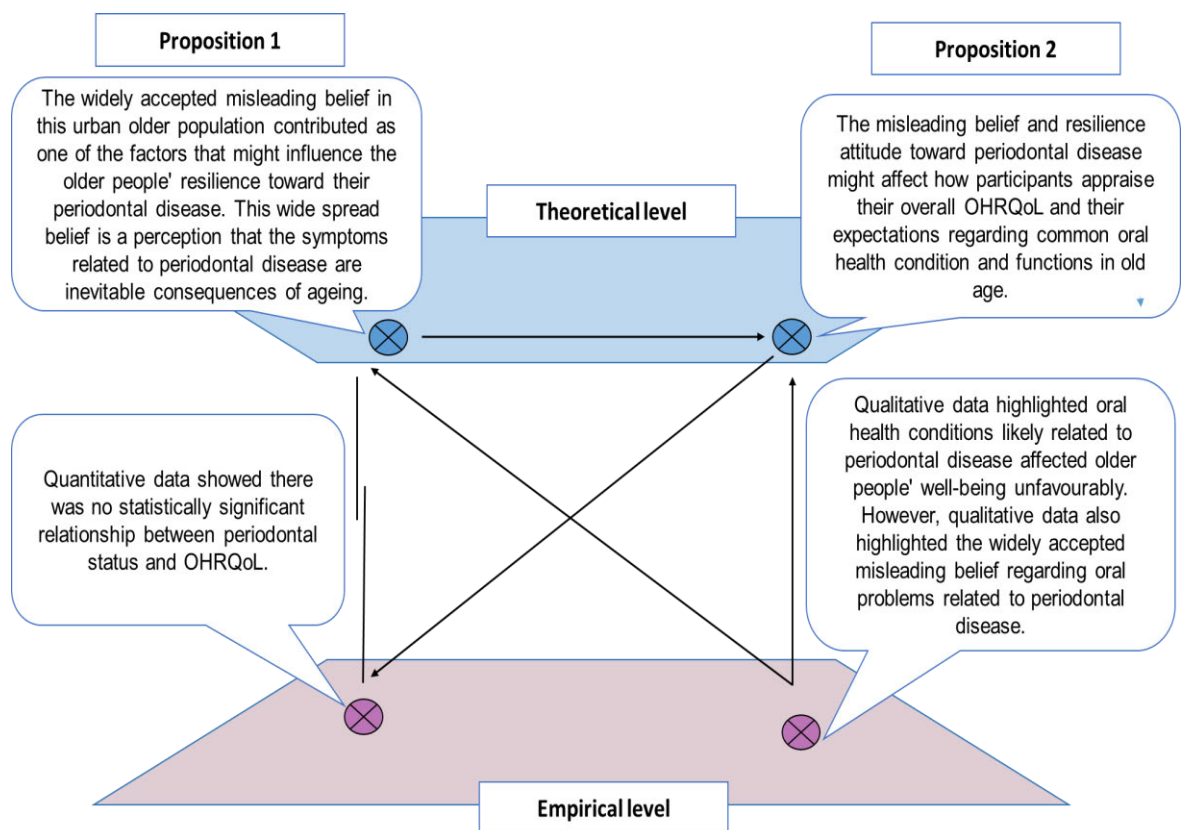 Proposition 1
The widely accepted misleading belief in
this urban older population contributed as
one of the factors that might influence the
older people' resilience toward their
periodontal disease. This wide spread
belief is a perception that the symptoms
related to periodontal disease are
inevitable consequences of ageing.
Proposition 2
The misleading belief and resilience
attitude toward periodontal disease
might affect how participants appraise
their overall OHRQoL and their
expectations regarding common oral
health condition and functions in old
age.
Theoretical level
Quantitative data showed there
was no statistically significant
relationship between periodontal
status and OHRQoL.
Qualitative data highlighted oral
health conditions likely related to
periodontal disease affected older
people' well-being unfavourably.
However, qualitative data also
highlighted the widely accepted
misleading belief regarding oral
problems related to periodontal
disease.
Empirical level